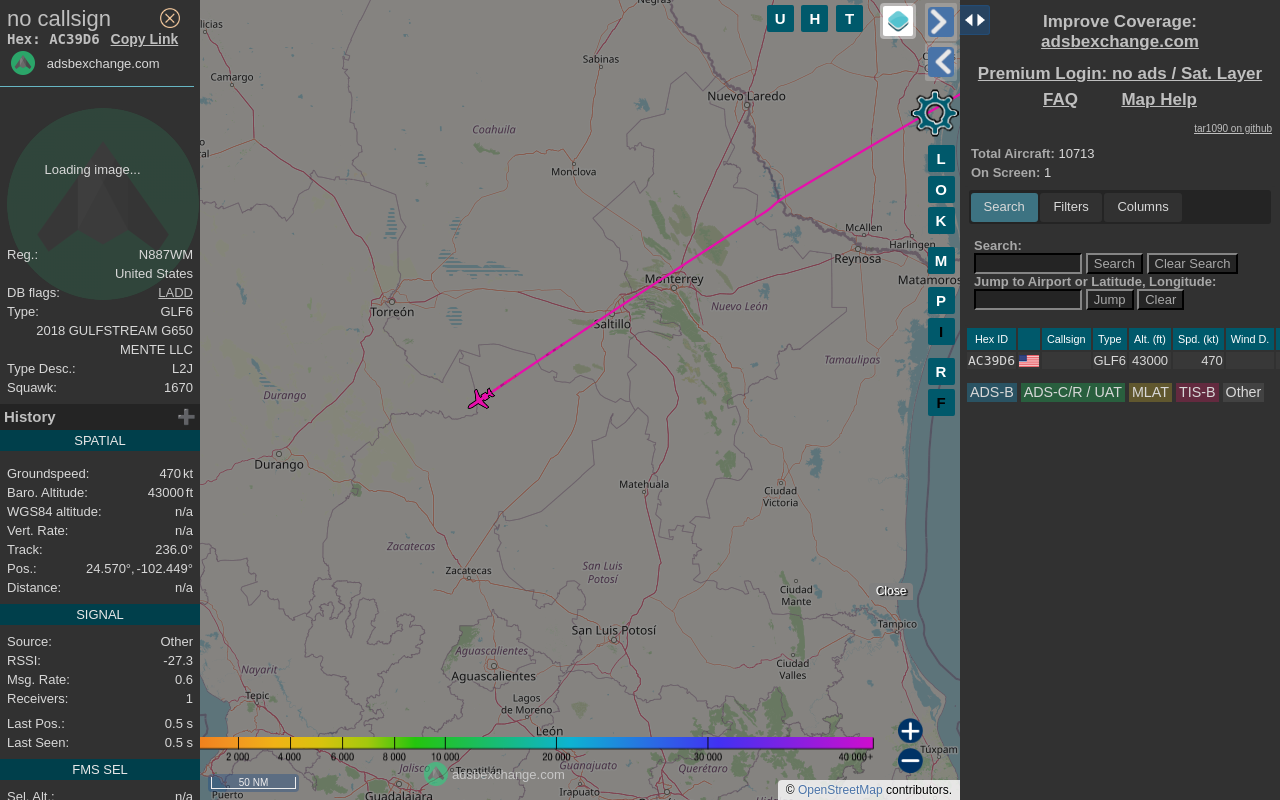 no callsign
Hex: AC39D6 Copy Link
adsbexchange.com
Loading image...
Reg.: N887WM
United States
DB flags: LADD
Type: GLF6
2018 GULFSTREAM G650
MENTE LLC
Type Desc.: L2J
Squawk: 1670
History
SPATIAL
Groundspeed: 470 kt
Baro. Altitude: 43000 ft
WGS84 altitude: n/a
Vert. Rate: n/a
Track: 236.0°
Pos.: 24.570°, -102.449°
Distance: n/a
SIGNAL
Source: Other
RSSI: -27.3
Msg. Rate: 0.6
Receivers: 1
Last Pos.: 0.5 s
Last Seen: 0.5 s
FMS SEL
Sel. Alt.: n/a
U H T
L
O
K
M
P
I
R
F
Camargo
Sabinas
Nuevo Laredo
Coahuila
Monclova
McAllen
Harlingen
Reynosa
Matamoros
Monterrey
Nuevo León
Torreón
Saltillo
Tamaulipas
Durango
Durango
Matehuala
Ciudad
Victoria
Zacatecas
Zacatecas
San Luis
Potosí
Ciudad
Mante
Close
Tampico
San Luis Potosí
Aguascalientes
Aguascalientes
Nayarit
Tepic
Ciudad
Valles
Lagos
de Moreno
León
Túxpam
2 000 4 000 6 000 8 000 10 000 20 000 30 000 40 000+
Jalisco
Tepatitlán
adsbexchange.com
Guanajuato
Querétaro
50 NM
Puerto
Guadalajara
Irapuato
© OpenStreetMap contributors.
Improve Coverage:
adsbexchange.com
Premium Login: no ads / Sat. Layer
FAQ Map Help
tar1090 on github
Total Aircraft: 10713
On Screen: 1
Search Filters Columns
Search:
Search Clear Search
Jump to Airport or Latitude, Longitude:
Jump Clear
Hex ID Callsign Type Alt. (ft) Spd. (kt) Wind D.
AC39D6 GLF6 43000 470
ADS-B ADS-C/R / UAT MLAT TIS-B Other